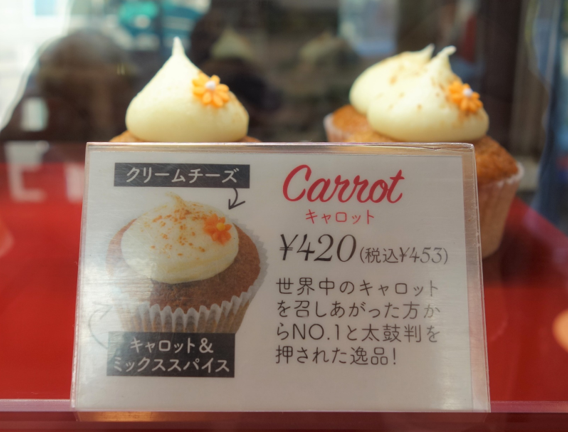 クリームチーズ
Carrot
キャロット
¥420(税込¥453)
世界中のキャロット
を召しあがった方か
らNO.1と太鼓判を
押された逸品!
キャロット&
ミックススパイス